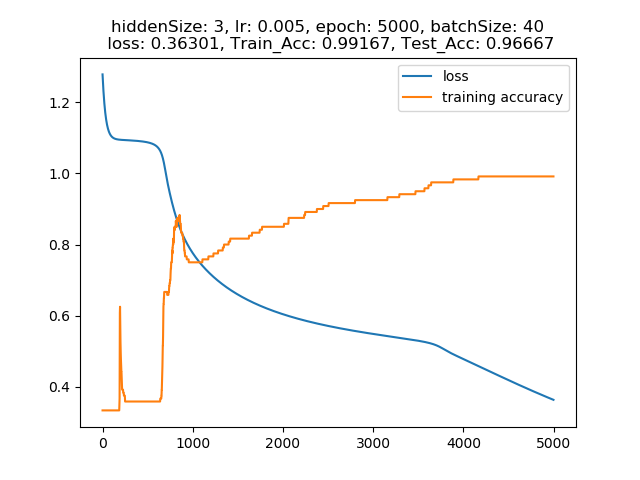 hiddenSize: 3, lr: 0.005, epoch: 5000, batchSize: 40
loss: 0.36301, Train_Acc: 0.99167, Test_Acc: 0.96667
loss
training accuracy
1.2
1.0
0.8
0.6
0.4
0 1000 2000 3000 4000 5000